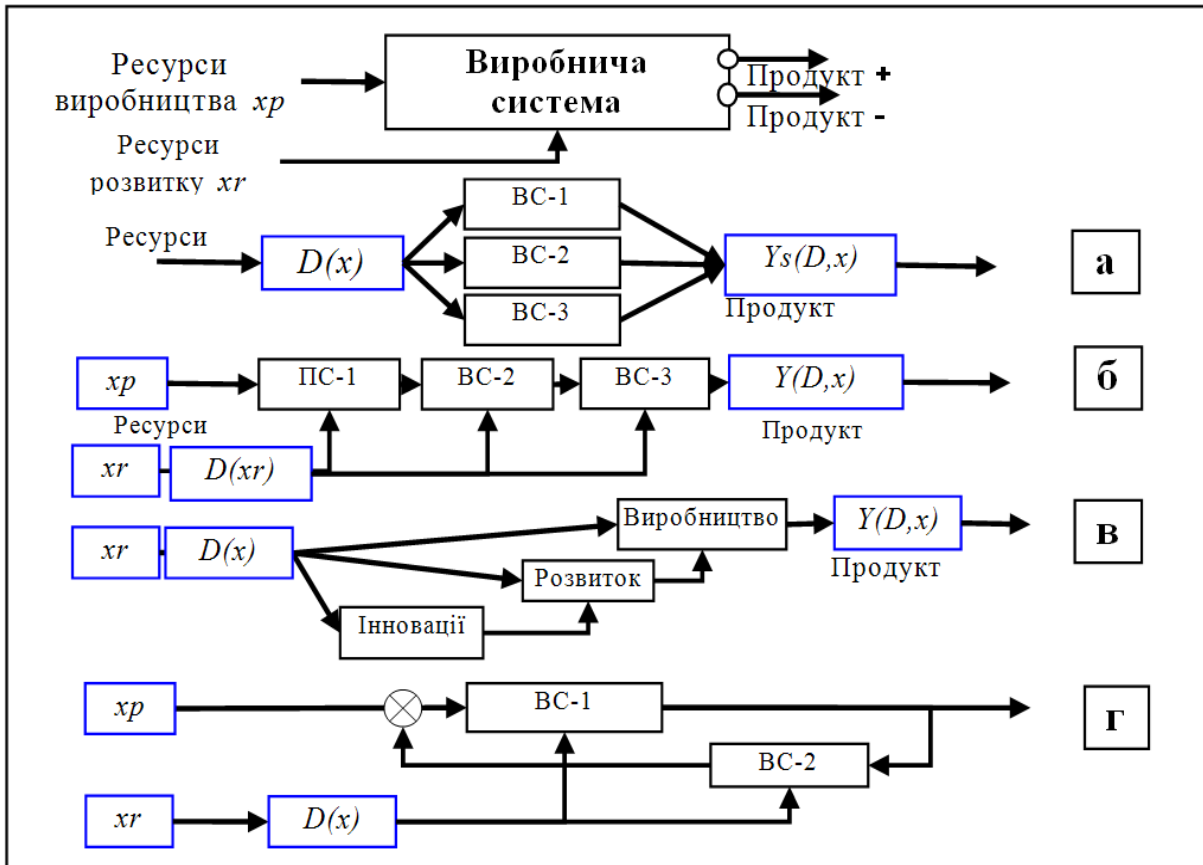 Ресурси
виробництва xp
Виробнича
система
Продукт +
Продукт -
Ресурси
розвитку xr
Ресурси
D(x)
ВС-1
ВС-2
ВС-3
Ys(D,x)
Продукт
а
xp
ПС-1
ВС-2
ВС-3
Y(D,x)
б
Ресурси
Продукт
xr
D(xr)
xr
D(x)
Виробництво
Y(D,x)
в
Розвиток
Продукт
Інновації
xp
ВС-1
г
ВС-2
xr
D(x)